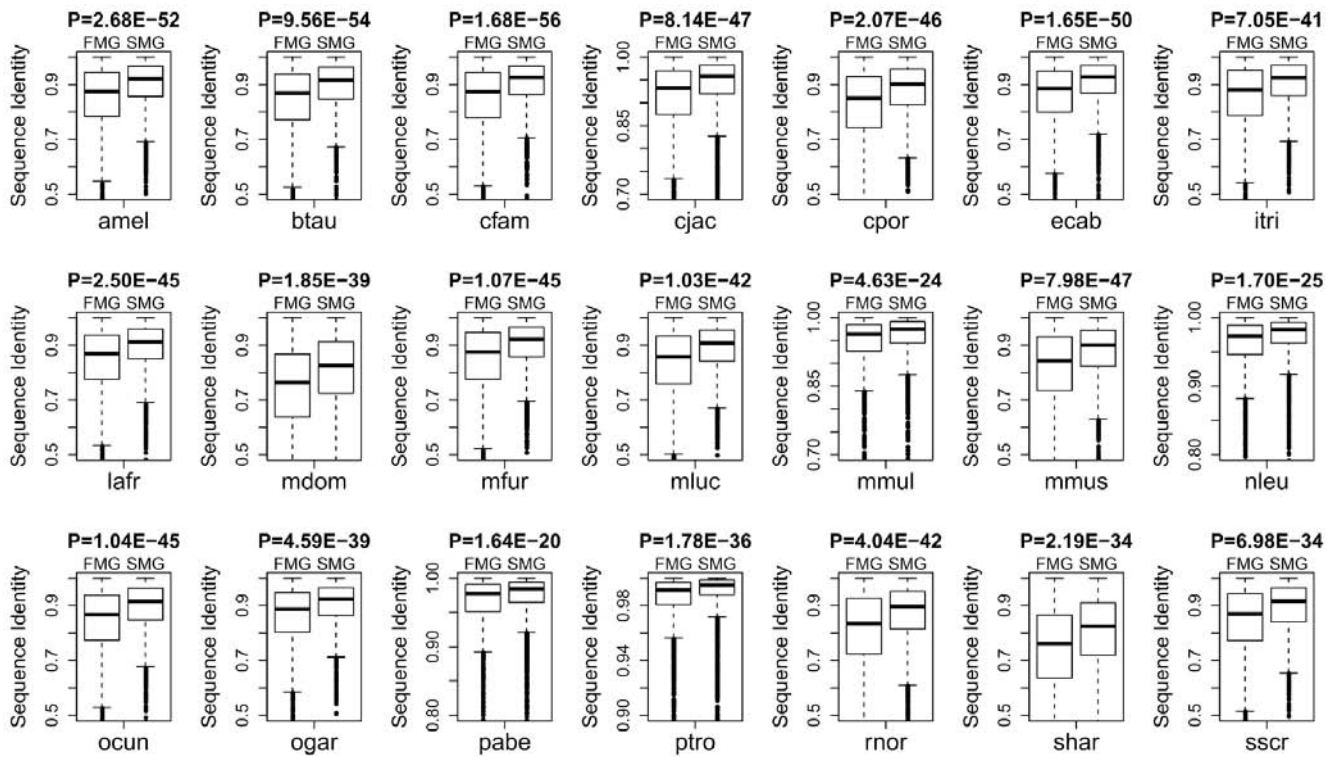 P=2.68E−52 P=9.56E−54 P=1.68E−56 P=8.14E−47 P=2.07E−46 P=1.65E−50 P=7.05E−41
FMG SMG FMG SMG FMG SMG FMG SMG FMG SMG FMG SMG FMG SMG
Sequence Identity Sequence Identity Sequence Identity Sequence Identity Sequence Identity Sequence Identity Sequence Identity
0.9 0.9 0.9 1.00 0.9 0.9 0.9
0.7 0.7 0.7 0.85 0.7 0.7 0.7
0.5 0.5 0.5 0.70 0.5 0.5 0.5
amel btau cfam cjac cpor ecab itri
P=2.50E−45 P=1.85E−39 P=1.07E−45 P=1.03E−42 P=4.63E−24 P=7.98E−47 P=1.70E−25
FMG SMG FMG SMG FMG SMG FMG SMG FMG SMG FMG SMG FMG SMG
Sequence Identity Sequence Identity Sequence Identity Sequence Identity Sequence Identity Sequence Identity Sequence Identity
0.9 0.9 0.9 0.9 1.00 0.9 1.00
0.7 0.7 0.7 0.7 0.85 0.7 0.90
0.5 0.5 0.5 0.5 0.70 0.5 0.80
lafr mdom mfur mluc mmul mmus nleu
P=1.04E−45 P=4.59E−39 P=1.64E−20 P=1.78E−36 P=4.04E−42 P=2.19E−34 P=6.98E−34
FMG SMG FMG SMG FMG SMG FMG SMG FMG SMG FMG SMG FMG SMG
Sequence Identity Sequence Identity Sequence Identity Sequence Identity Sequence Identity Sequence Identity Sequence Identity
0.9 0.9 1.00 0.98 0.9 0.9 0.9
0.7 0.7 0.90 0.94 0.7 0.7 0.7
0.5 0.5 0.80 0.90 0.5 0.5 0.5
ocun ogar pabe ptro rnor shar sscr